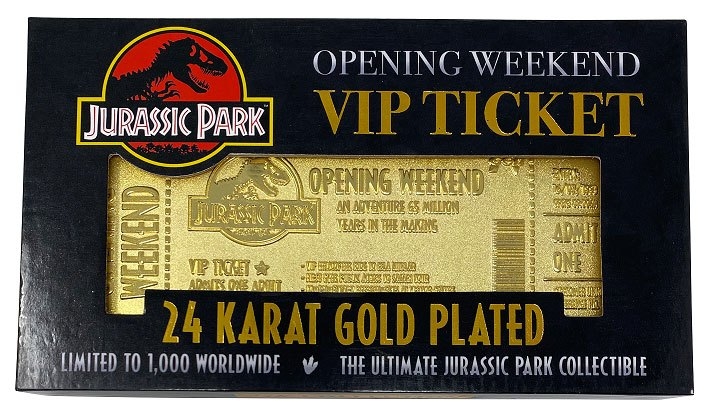 JURASSIC PARK
OPENING WEEKEND
VIP TICKET
WEEKEND
JURASSIC PARK
OPENING WEEKEND
AN ADVENTURE 65 MILLION
YEARS IN THE MAKING
VIP TICKET
ADMITS ONE ADULT
ADMIT
ONE
24 KARAT GOLD PLATED
LIMITED TO 1,000 WORLDWIDE
THE ULTIMATE JURASSIC PARK COLLECTIBLE